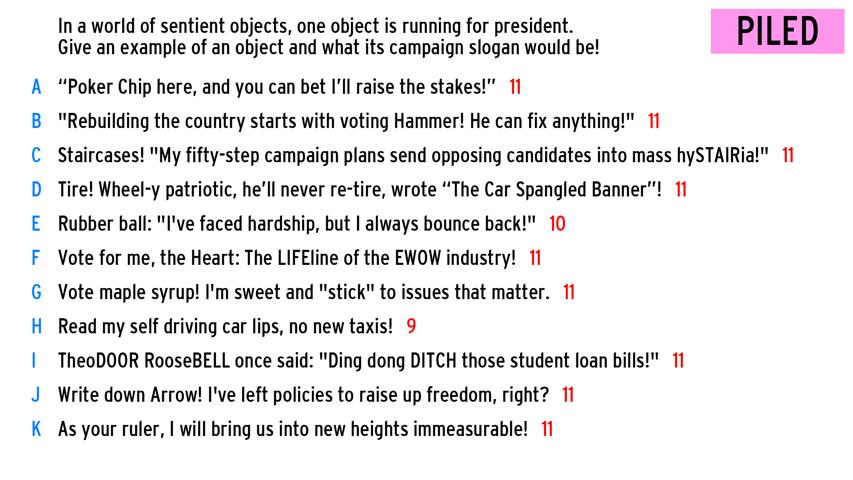 In a world of sentient objects, one object is running for president.
Give an example of an object and what its campaign slogan would be!
PILED
A “Poker Chip here, and you can bet I’ll raise the stakes!” 11
B "Rebuilding the country starts with voting Hammer! He can fix anything!" 11
C Staircases! "My fifty-step campaign plans send opposing candidates into mass hySTAIRia!" 11
D Tire! Wheel-y patriotic, he’ll never re-tire, wrote “The Car Spangled Banner”! 11
E Rubber ball: "I've faced hardship, but I always bounce back!" 10
F Vote for me, the Heart: The LIFEline of the EWOW industry! 11
G Vote maple syrup! I'm sweet and "stick" to issues that matter. 11
H Read my self driving car lips, no new taxis! 9
I TheoDOOR RooseBELL once said: "Ding dong DITCH those student loan bills!" 11
J Write down Arrow! I've left policies to raise up freedom, right? 11
K As your ruler, I will bring us into new heights immeasurable! 11